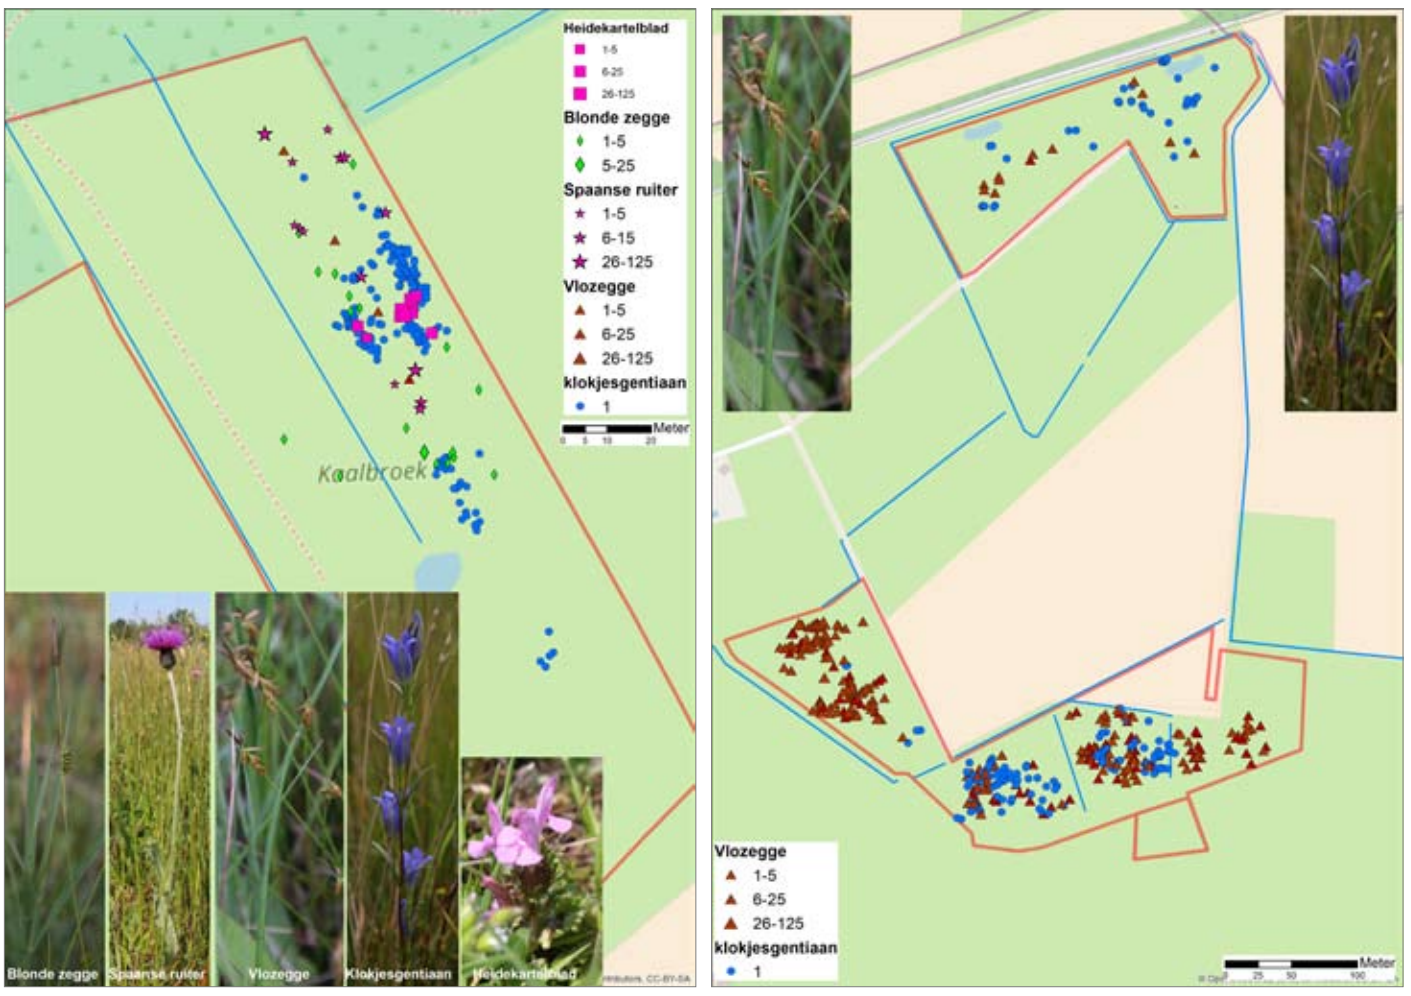 Heidekartelblad
1-5
6-25
26-125
Blonde zegge
1-5
5-25
Spaanse ruiter
1-5
6-15
26-125
Vlozegge
1-5
6-25
26-125
klokjesgentiaan
1
Meter
0 5 10 20
Kaalbroek
Blonde zegge
Spaanse ruiter
Vlozegge
Klokjesgentiaan
Heidekartelblad
CC-BY-SA
Vlozegge
1-5
6-25
26-125
klokjesgentiaan
1
Meter
0 25 50 100